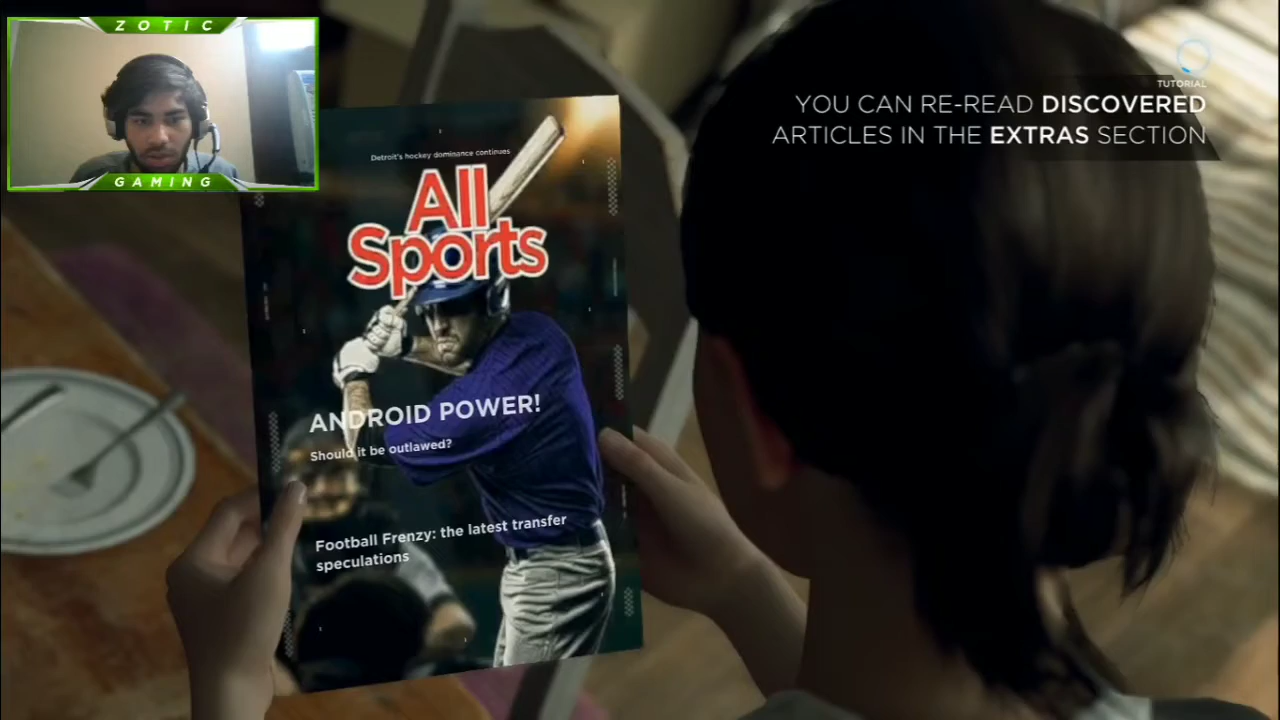 ZOTIC
GAMING
TUTORIAL
YOU CAN RE-READ DISCOVERED
ARTICLES IN THE EXTRAS SECTION
Detroit's hockey dominance continues
All
Sports
ANDROID POWER!
Should it be outlawed?
Football Frenzy: the latest transfer
speculations